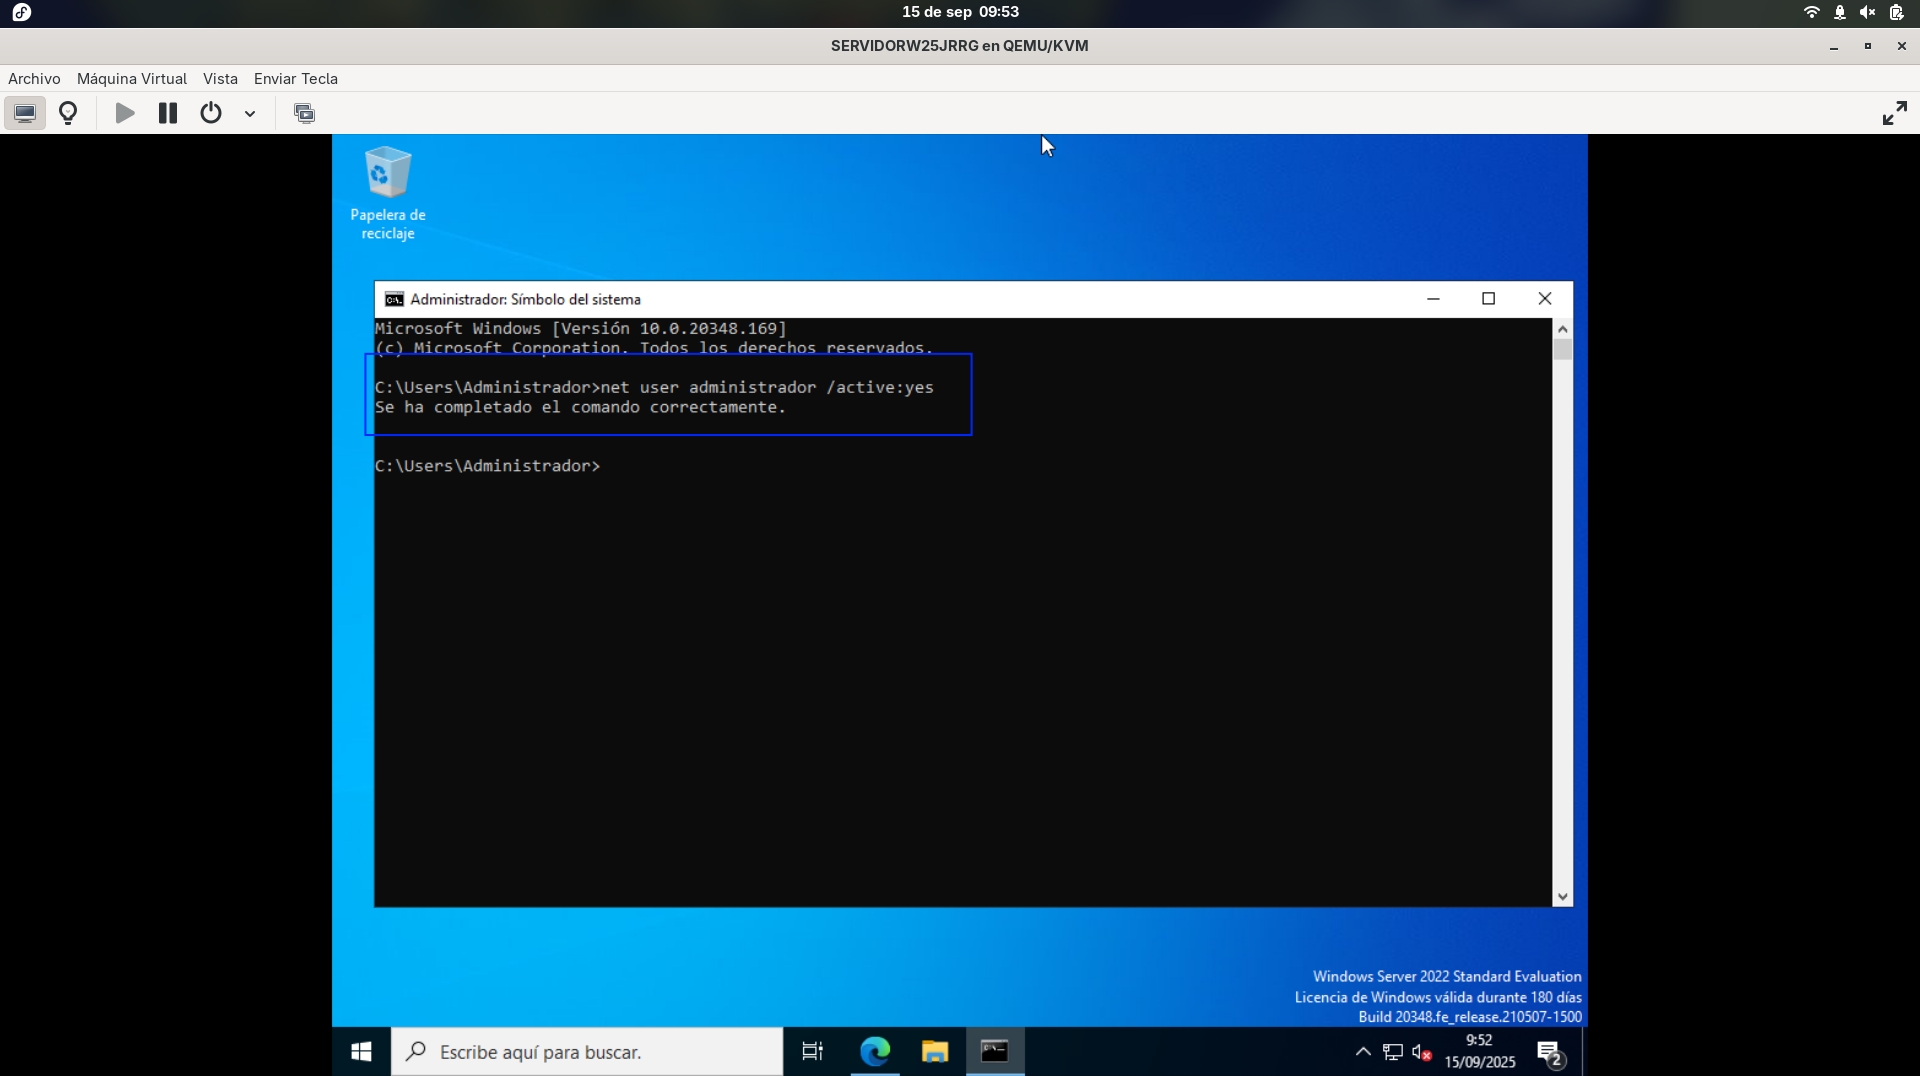 15 de sep 09:53
SERVIDORW25JRRG en QEMU/KVM
Archivo Máquina Virtual Vista Enviar Tecla
Papelera de
reciclaje
Administrador: Símbolo del sistema
Microsoft Windows [Versión 10.0.20348.169]
(c) Microsoft Corporation. Todos los derechos reservados.
C:\Users\Administrador>net user administrador /active:yes
Se ha completado el comando correctamente.
C:\Users\Administrador>
Windows Server 2022 Standard Evaluation
Licencia de Windows válida durante 180 días
Build 20348.fe_release.210507-1500
Escribe aquí para buscar.
9:52
15/09/2025
2